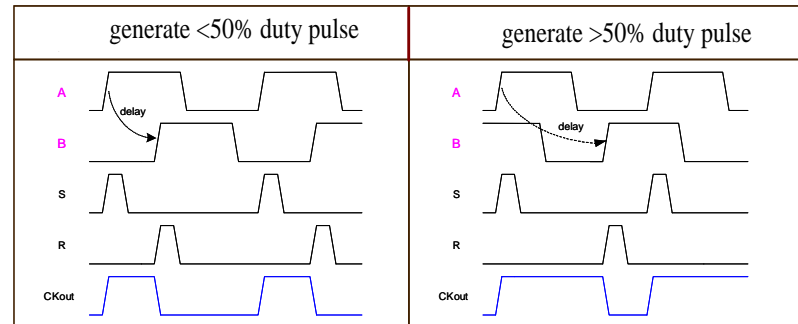 generate <50% duty pulse
generate >50% duty pulse
A
delay
B
S
R
CKout
A
delay
B
S
R
CKout